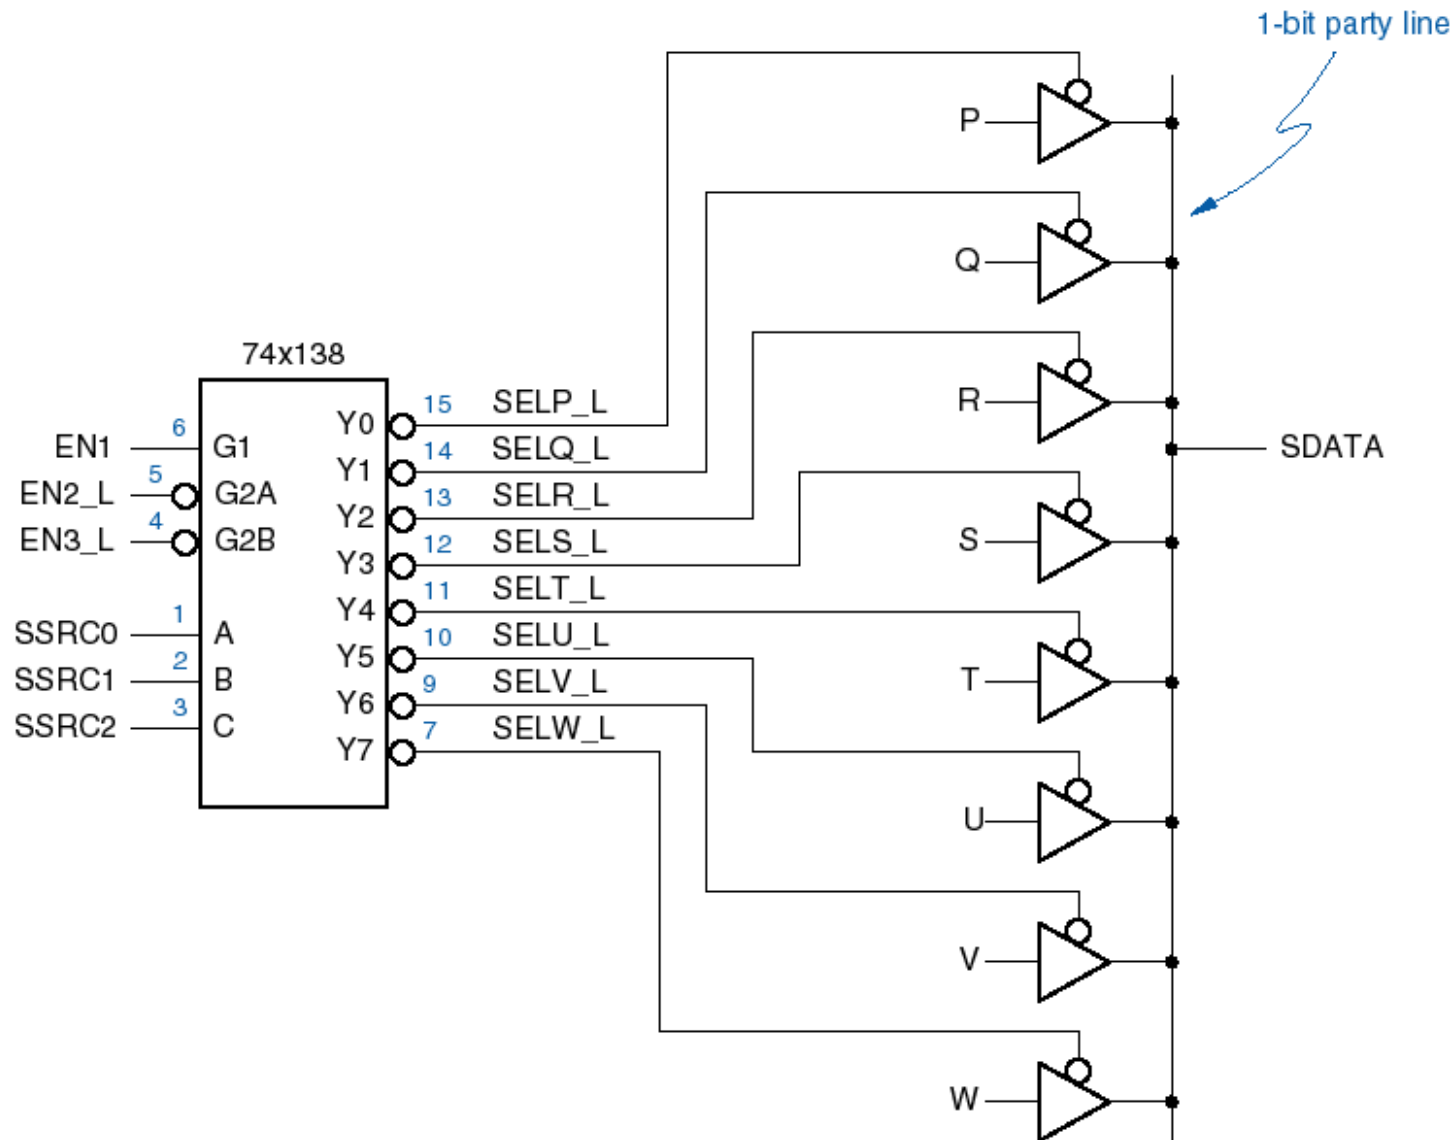 1-bit party line
P
Q
74x138
R
15 SELP_L
6 Y0
EN1 G1
14 SELQ_L
SDATA
5 Y1
EN2_L G2A
13 SELR_L
4 Y2
EN3_L G2B
12 SELS_L
S
Y3
11 SELT_L
1 Y4
SSRC0 A
10 SELU_L
2 Y5
SSRC1 B
9 SELV_L
T
3 Y6
SSRC2 C
7 SELW_L
Y7
U
V
W